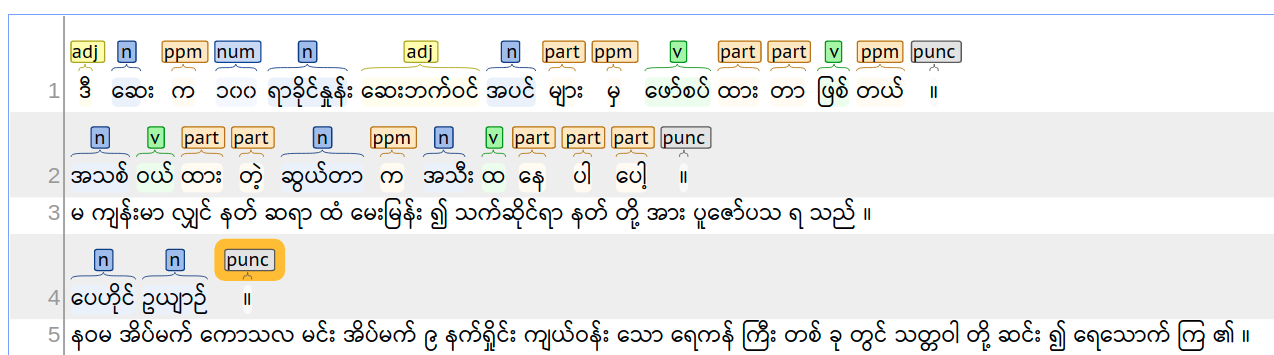 adj n ppm num n adj n part ppm v part part v ppm punc
1 ဒီ ဆေး က ၁၀၀ ရာခိုင်နှုန်း ဆေးဘက်ဝင် အပင် များ မှ ဖော်စပ် ထား တာ ဖြစ် တယ် ။
n v part part n ppm n v part part part punc
2 အသစ် ဝယ် ထား တဲ့ ဆွယ်တာ က အသီး ထ နေ ပါ ပေါ့ ။
3 မ ကျန်းမာ လျှင် နတ် ဆရာ ထံ မေးမြန်း ၍ သက်ဆိုင်ရာ နတ် တို့ အား ပူဇော်ပသ ရ သည် ။
n n punc
4 ပေဟိုင် ဥယျာဉ် ။
5 နဝမ အိပ်မက် ကောသလ မင်း အိပ်မက် ၉ နက်ရှိုင်း ကျယ်ဝန်း သော ရေကန် ကြီး တစ် ခု တွင် သတ္တဝါ တို့ ဆင်း ၍ ရေသောက် ကြ ၏ ။